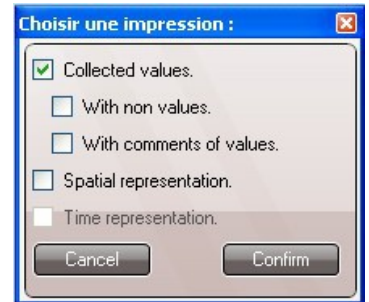 Choisir une impression :
Collected values.
With non values.
With comments of values.
Spatial representation.
Time representation.
Cancel Confirm